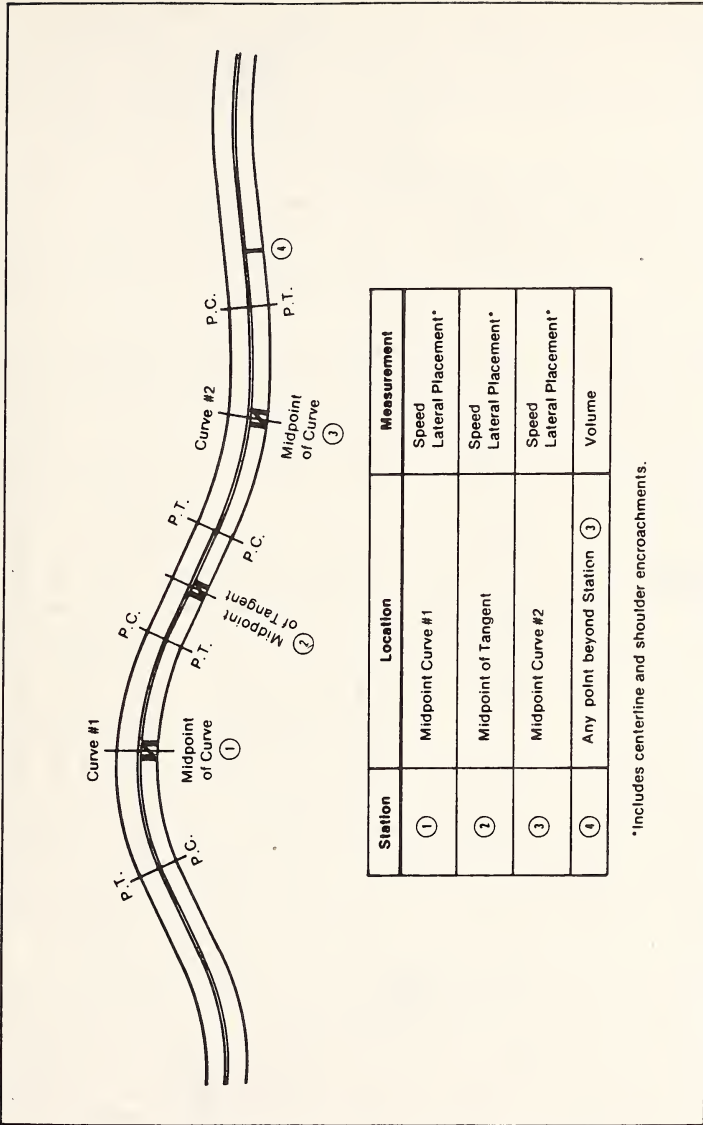 Curve #1
P.T.
P.C.
Midpoint
of Curve
①
P.C.
P.T.
Midpoint
of Tangent
②
P.T.
P.C.
Curve #2
Midpoint
of Curve
③
P.C.
P.T.
④
Station Location Measurement
① Midpoint Curve #1 Speed
Lateral Placement*
② Midpoint of Tangent Speed
Lateral Placement*
③ Midpoint Curve #2 Speed
Lateral Placement*
④ Any point beyond Station ③ Volume
*Includes centerline and shoulder encroachments.